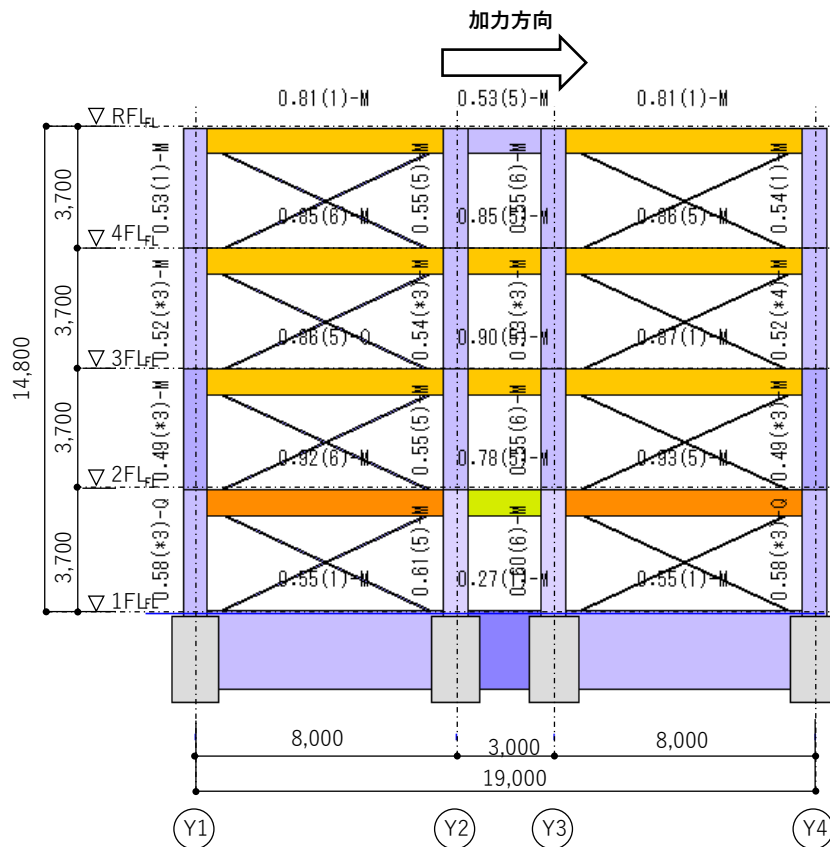 加力方向
0.81(1)-M 0.53(5)-M 0.81(1)-M
▽ RFL
0.53(1)-M 0.55(5)-M 0.55(6)-M 0.54(1)-M
3,700
0.85(6)-M 0.85(5)-M 0.86(5)-M
▽ 4FL
0.52(*3)-M 0.54(*3)-M 0.53(*3)-M 0.52(*4)-M
3,700
0.86(5)-Q 0.90(5)-M 0.87(1)-M
▽ 3FL
14,800
0.49(*3)-M 0.55(5)-M 0.55(6)-M 0.49(*3)-M
3,700
0.92(6)-M 0.78(5)-M 0.93(5)-M
▽ 2FL
0.58(*3)-Q 0.61(5)-M 0.60(6)-M 0.58(*3)-Q
3,700
0.55(1)-M 0.27(1)-M 0.55(1)-M
▽ 1FL
8,000 3,000 8,000
19,000
Y1 Y2 Y3 Y4